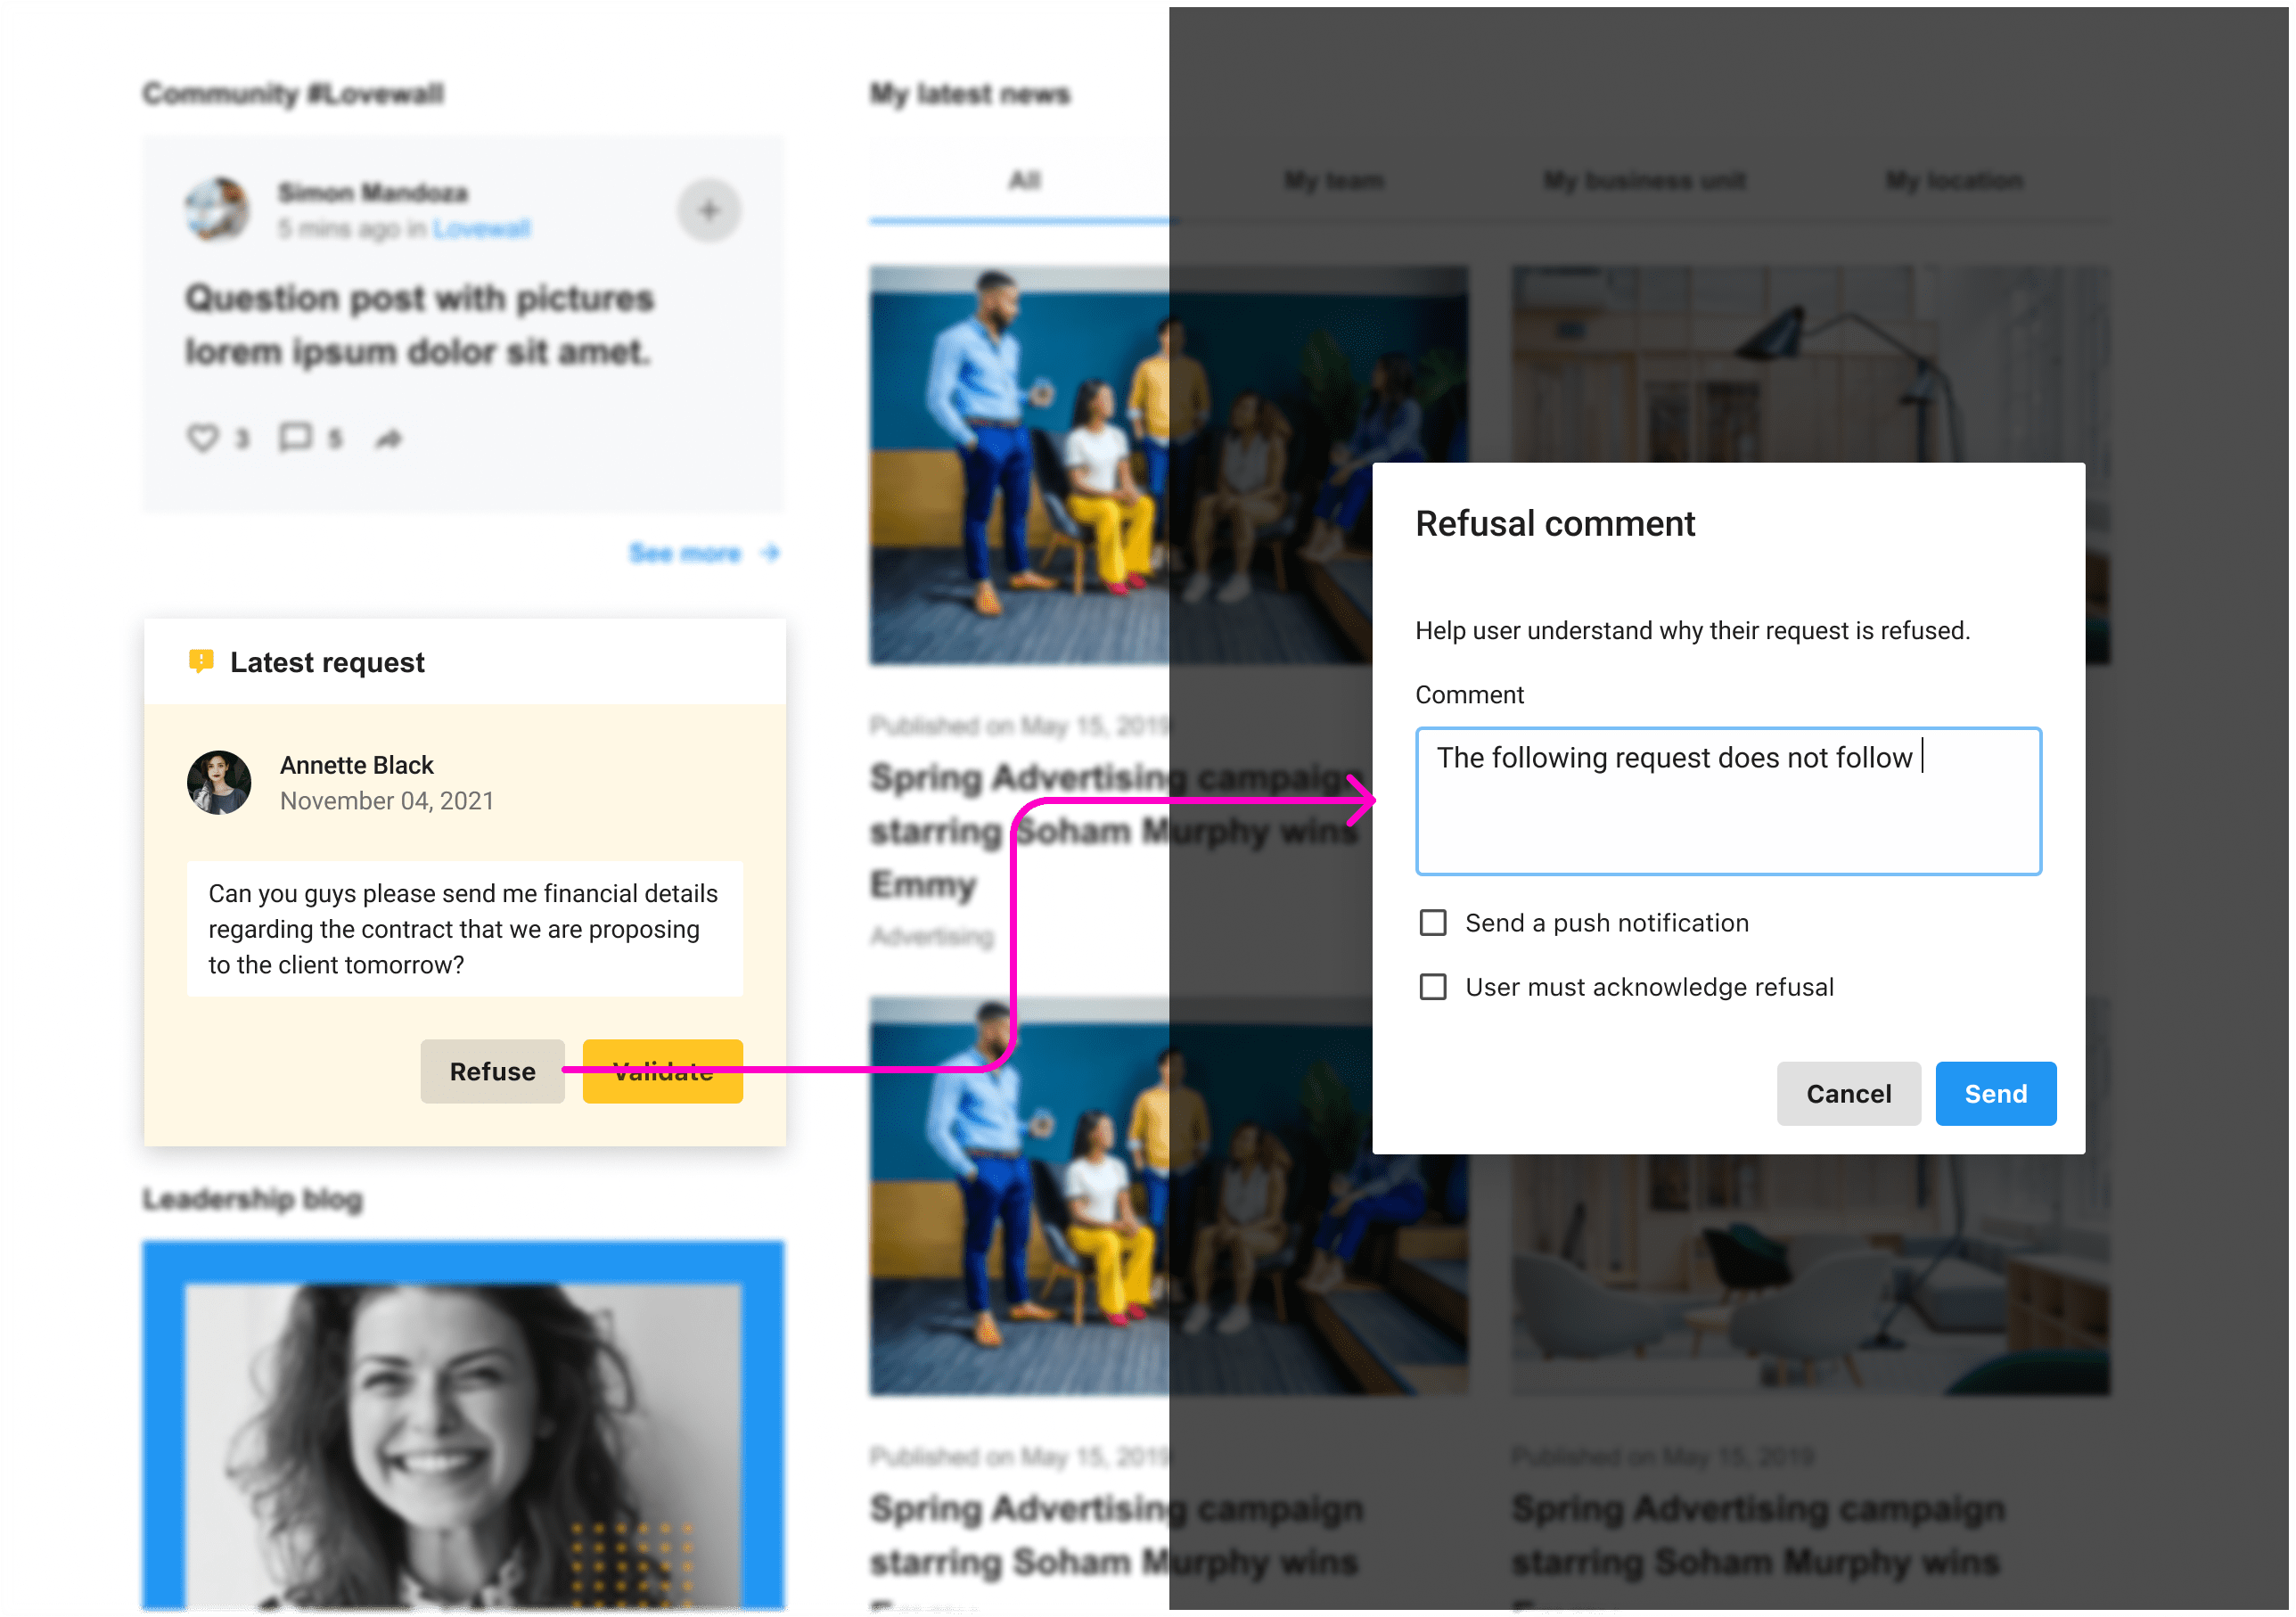 Community #Lovewall
Simon Mandoza
5 mins ago in Lovewall
Question post with pictures
lorem ipsum dolor sit amet.
3 5
See more
Latest request
Annette Black
November 04, 2021
Can you guys please send me financial details
regarding the contract that we are proposing
to the client tomorrow?
Refuse Validate
Leadership blog
My latest news
All My team My business unit My location
Published on May 15, 2019
Spring Advertising campaign
starring Soham Murphy wins
Emmy
Advertising
Published on May 15, 2019
Spring Advertising campaign
starring Soham Murphy wins
Published on May 15, 2019
Spring Advertising campaign
starring Soham Murphy wins
Refusal comment
Help user understand why their request is refused.
Comment
The following request does not follow
Send a push notification
User must acknowledge refusal
Cancel Send